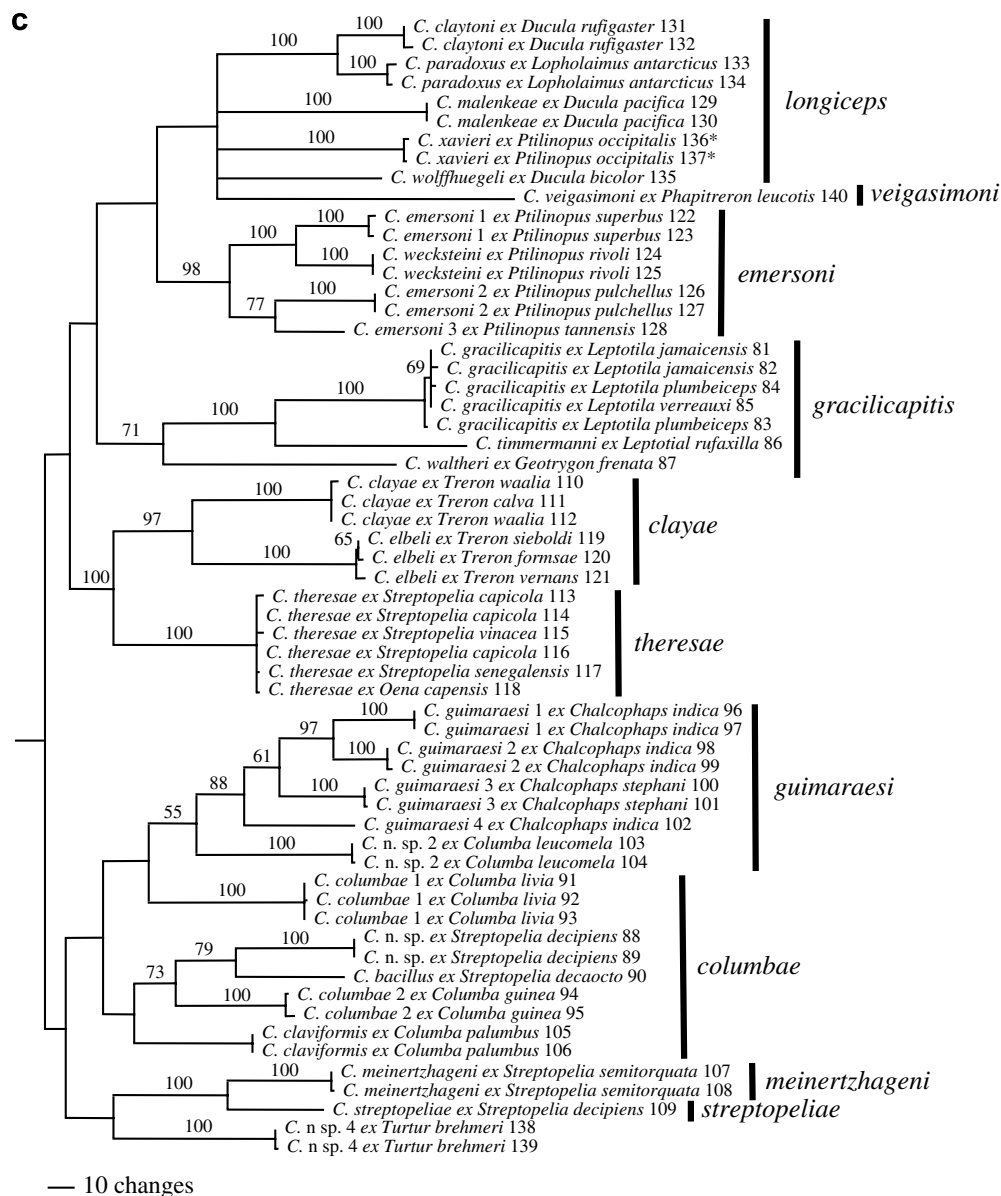 c
100
C. claytoni ex Ducula rufigaster 131
C. claytoni ex Ducula rufigaster 132
100
100
C. paradoxus ex Lopholaimus antarcticus 133
C. paradoxus ex Lopholaimus antarcticus 134
100
C. malenkeae ex Ducula pacifica 129
C. malenkeae ex Ducula pacifica 130
longiceps
100
C. xavieri ex Ptilinopus occipitalis 136*
C. xavieri ex Ptilinopus occipitalis 137*
C. wolffhuegeli ex Ducula bicolor 135
C. veigasimoni ex Phapitreron leucotis 140
veigasimoni
100
C. emersoni 1 ex Ptilinopus superbus 122
C. emersoni 1 ex Ptilinopus superbus 123
100
100
C. wecksteini ex Ptilinopus rivoli 124
C. wecksteini ex Ptilinopus rivoli 125
98
emersoni
100
C. emersoni 2 ex Ptilinopus pulchellus 126
C. emersoni 2 ex Ptilinopus pulchellus 127
77
C. emersoni 3 ex Ptilinopus tannensis 128
C. gracilicapitis ex Leptotila jamaicensis 81
69
C. gracilicapitis ex Leptotila jamaicensis 82
100
C. gracilicapitis ex Leptotila plumbeiceps 84
C. gracilicapitis ex Leptotila verreauxi 85
gracilicapitis
100
C. gracilicapitis ex Leptotila plumbeiceps 83
71
C. timmermanni ex Leptotial rufaxilla 86
C. waltheri ex Geotrygon frenata 87
C. clayae ex Treron waalia 110
100
C. clayae ex Treron calva 111
C. clayae ex Treron waalia 112
97
clayae
65
C. elbeli ex Treron sieboldi 119
100
C. elbeli ex Treron formsae 120
C. elbeli ex Treron vernans 121
100
C. theresae ex Streptopelia capicola 113
C. theresae ex Streptopelia capicola 114
100
C. theresae ex Streptopelia vinacea 115
C. theresae ex Streptopelia capicola 116
theresae
C. theresae ex Streptopelia senegalensis 117
C. theresae ex Oena capensis 118
100
C. guimaraesi 1 ex Chalcophaps indica 96
C. guimaraesi 1 ex Chalcophaps indica 97
97
100
C. guimaraesi 2 ex Chalcophaps indica 98
C. guimaraesi 2 ex Chalcophaps indica 99
61
100
C. guimaraesi 3 ex Chalcophaps stephani 100
C. guimaraesi 3 ex Chalcophaps stephani 101
guimaraesi
88
C. guimaraesi 4 ex Chalcophaps indica 102
55
100
C. n. sp. 2 ex Columba leucomela 103
C. n. sp. 2 ex Columba leucomela 104
C. columbae 1 ex Columba livia 91
100
C. columbae 1 ex Columba livia 92
C. columbae 1 ex Columba livia 93
100
C. n. sp. ex Streptopelia decipiens 88
C. n. sp. ex Streptopelia decipiens 89
79
columbae
C. bacillus ex Streptopelia decaocto 90
73
100
C. columbae 2 ex Columba guinea 94
C. columbae 2 ex Columba guinea 95
C. claviformis ex Columba palumbus 105
C. claviformis ex Columba palumbus 106
100
C. meinertzhageni ex Streptopelia semitorquata 107
C. meinertzhageni ex Streptopelia semitorquata 108
meinertzhageni
100
C. streptopeliae ex Streptopelia decipiens 109
streptopeliae
100
C. n sp. 4 ex Turtur brehmeri 138
C. n sp. 4 ex Turtur brehmeri 139
10 changes